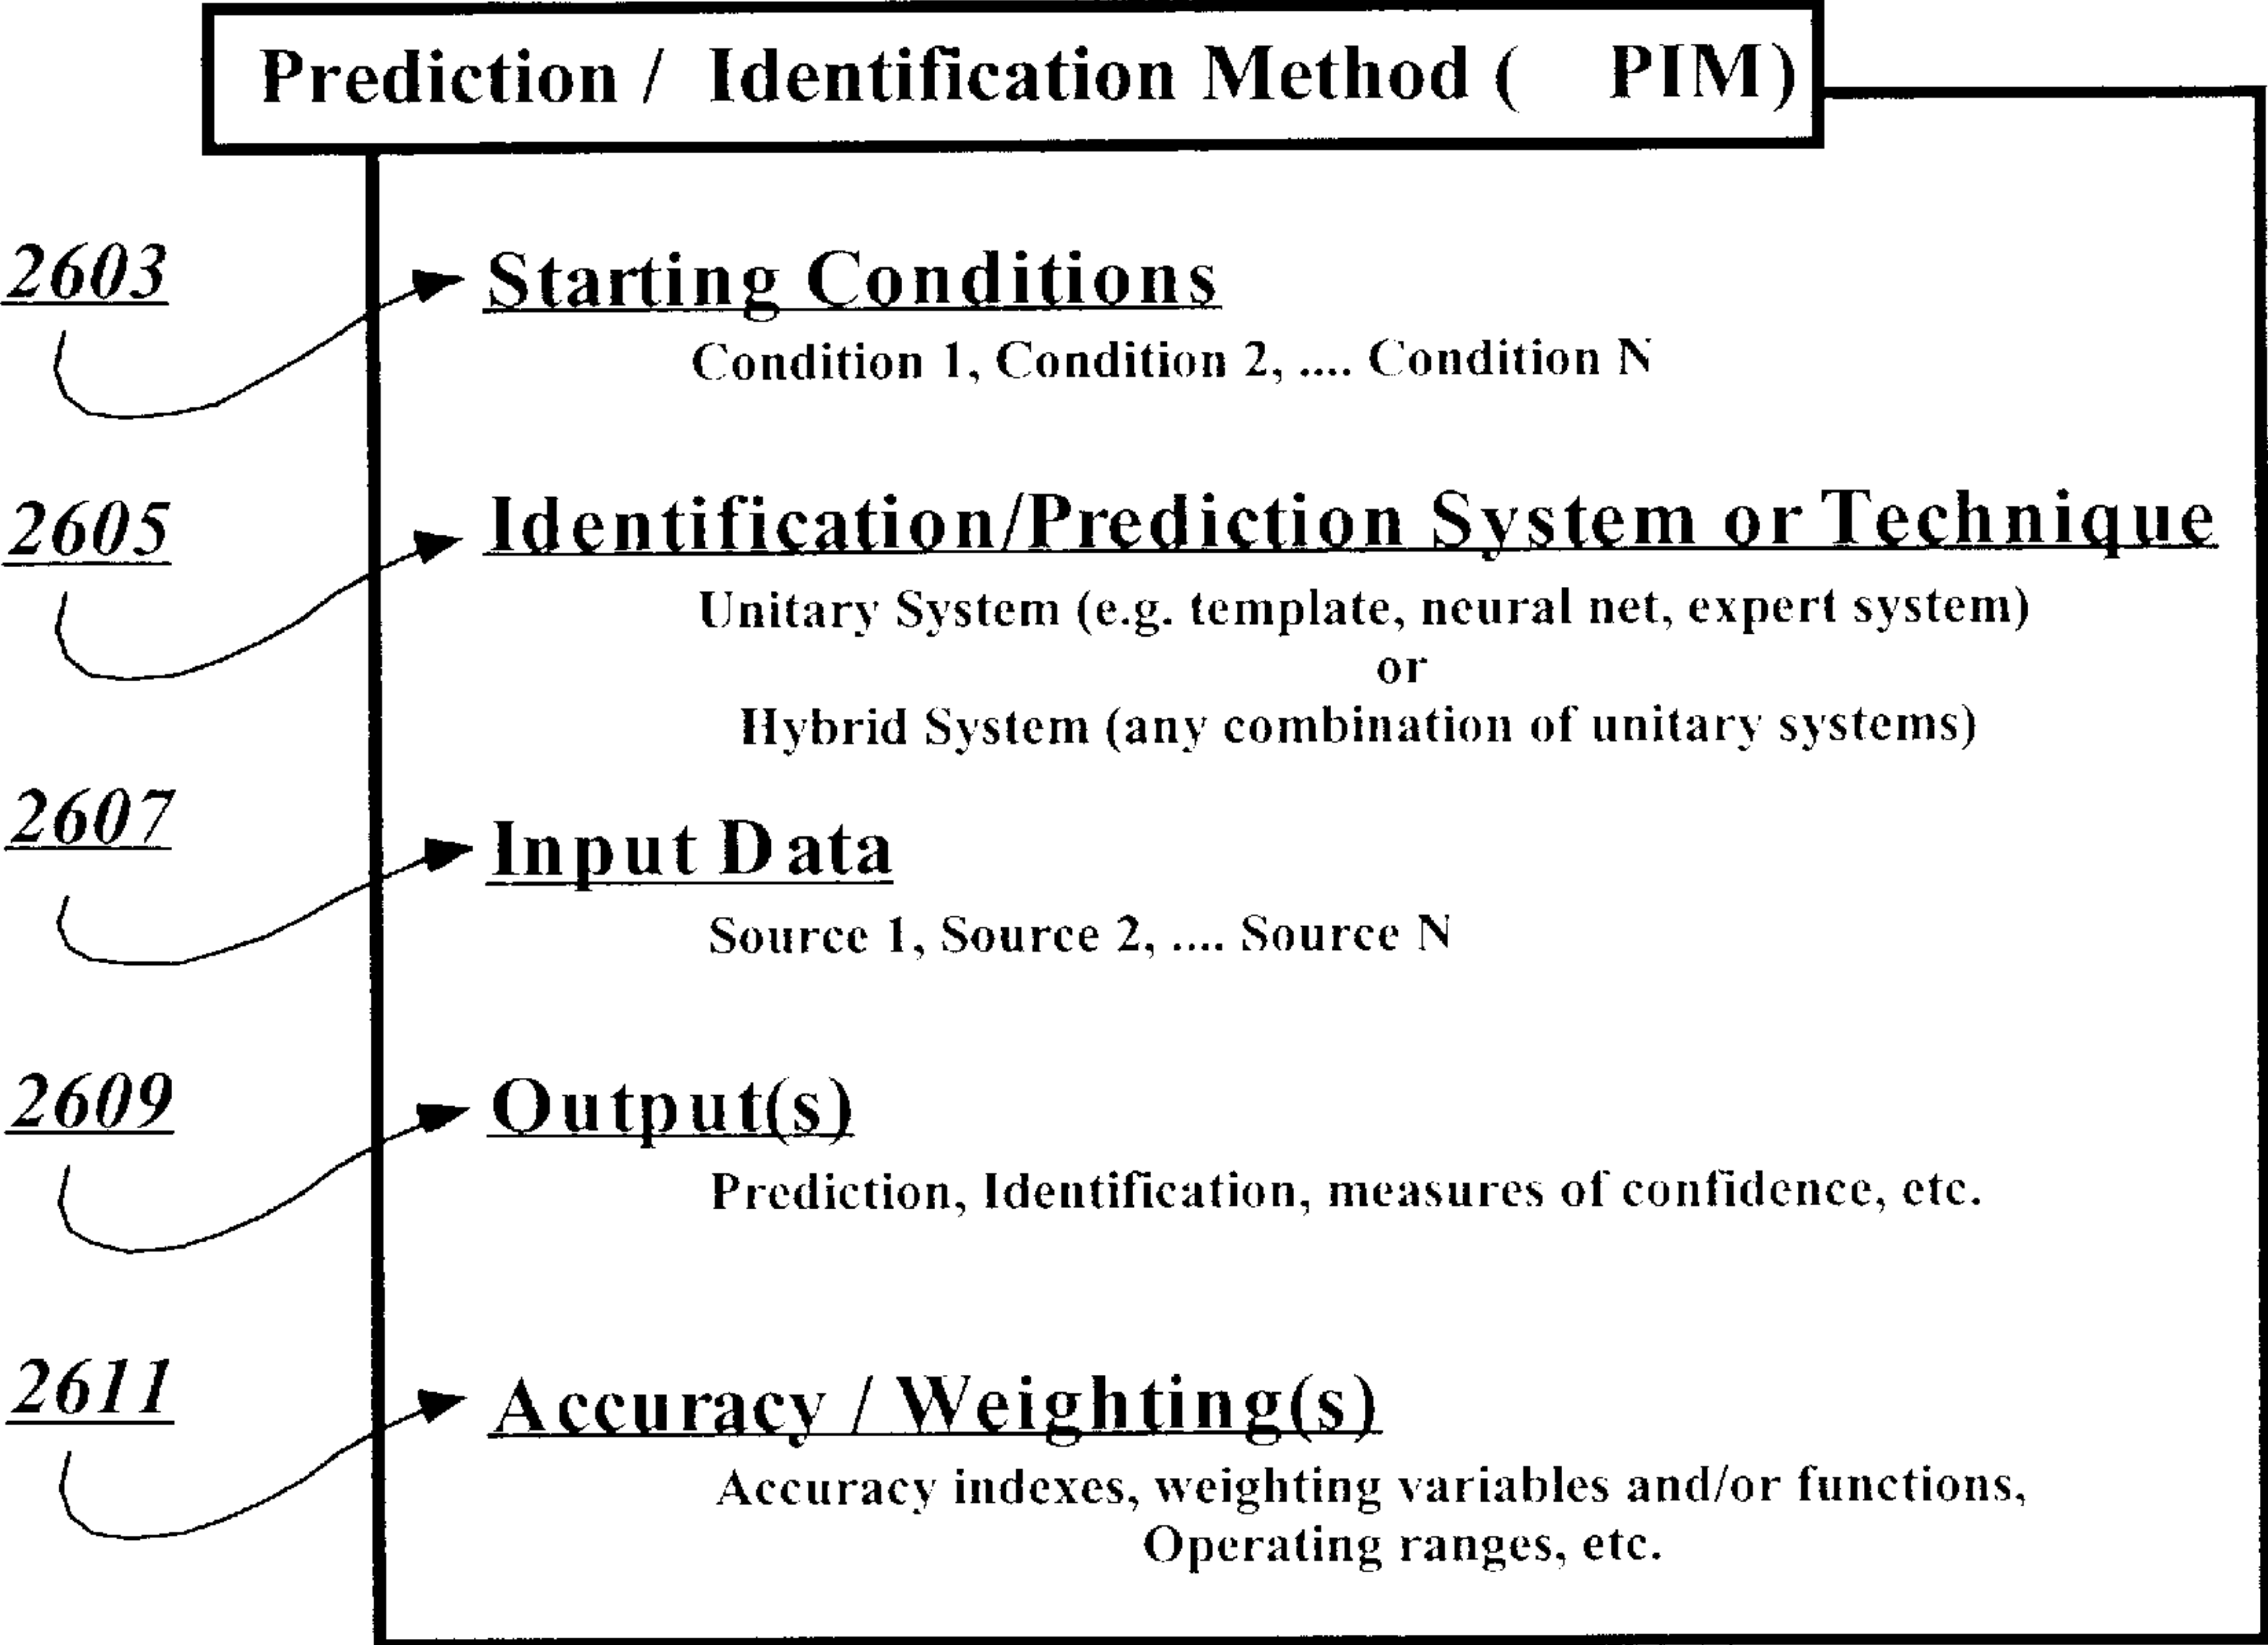 Prediction / Identification Method ( PIM)
2603
Starting Conditions
Condition 1, Condition 2, .... Condition N
2605
Identification/Prediction System or Technique
Unitary System (e.g. template, neural net, expert system)
or
Hybrid System (any combination of unitary systems)
2607
Input Data
Source 1, Source 2, .... Source N
2609
Output(s)
Prediction, Identification, measures of confidence, etc.
2611
Accuracy / Weighting(s)
Accuracy indexes, weighting variables and/or functions,
Operating ranges, etc.